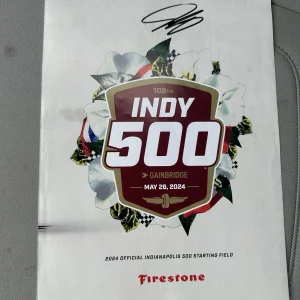 108TH
INDY
500
> GAINBRIDGE
MAY 26, 2024
2024 OFFICIAL INDIANAPOLIS 500 STARTING FIELD
Firestone